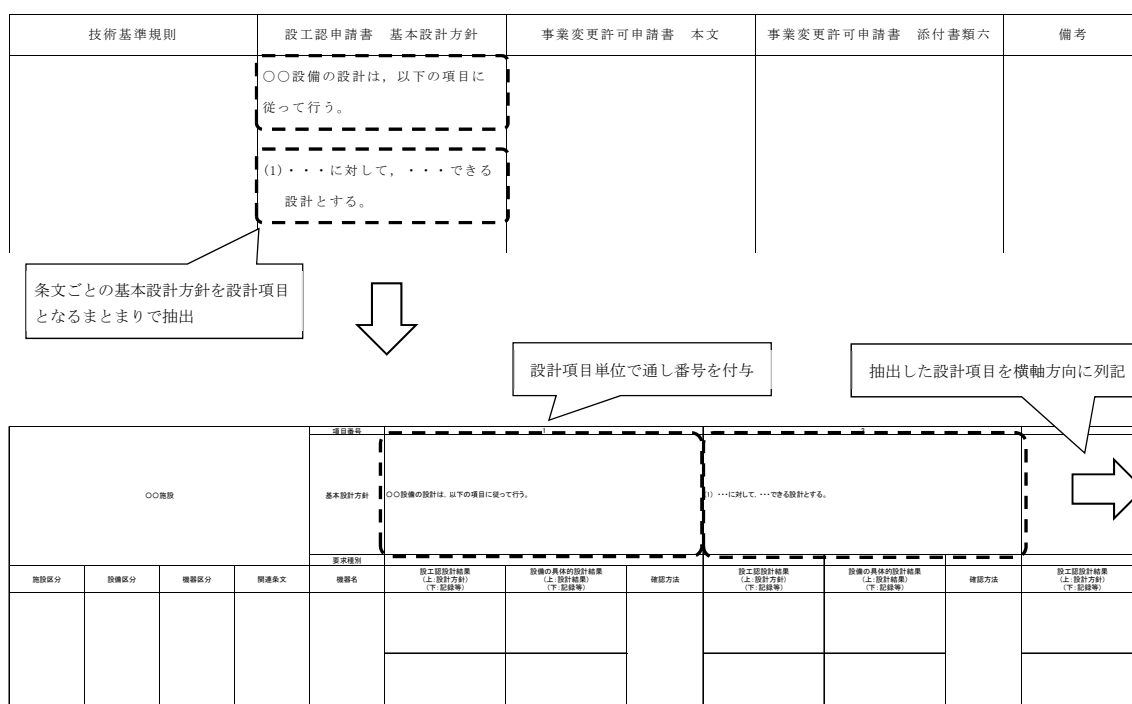 技術基準規則
設工認申請書 基本設計方針
事業変更許可申請書 本文
事業変更許可申請書 添付書類六
備考
○○設備の設計は，以下の項目に
従って行う。
(1)・・・に対して，・・・できる
設計とする。
条文ごとの基本設計方針を設計項目
となるまとまりで抽出
設計項目単位で通し番号を付与
抽出した設計項目を横軸方向に列記
○○施設
項目番号
1
2
基本設計方針
○○設備の設計は，以下の項目に従って行う。
(1) ・・・に対して，・・・できる設計とする。
要求種別
施設区分
設備区分
機器区分
関連条文
機器名
設工認設計結果
(上：設計方針)
(下：記録等)
設備の具体的設計結果
(上：設計結果)
(下：記録等)
確認方法
設工認設計結果
(上：設計方針)
(下：記録等)
設備の具体的設計結果
(上：設計結果)
(下：記録等)
確認方法
設工認設計結果
(上：設計方針)
(下：記録等)